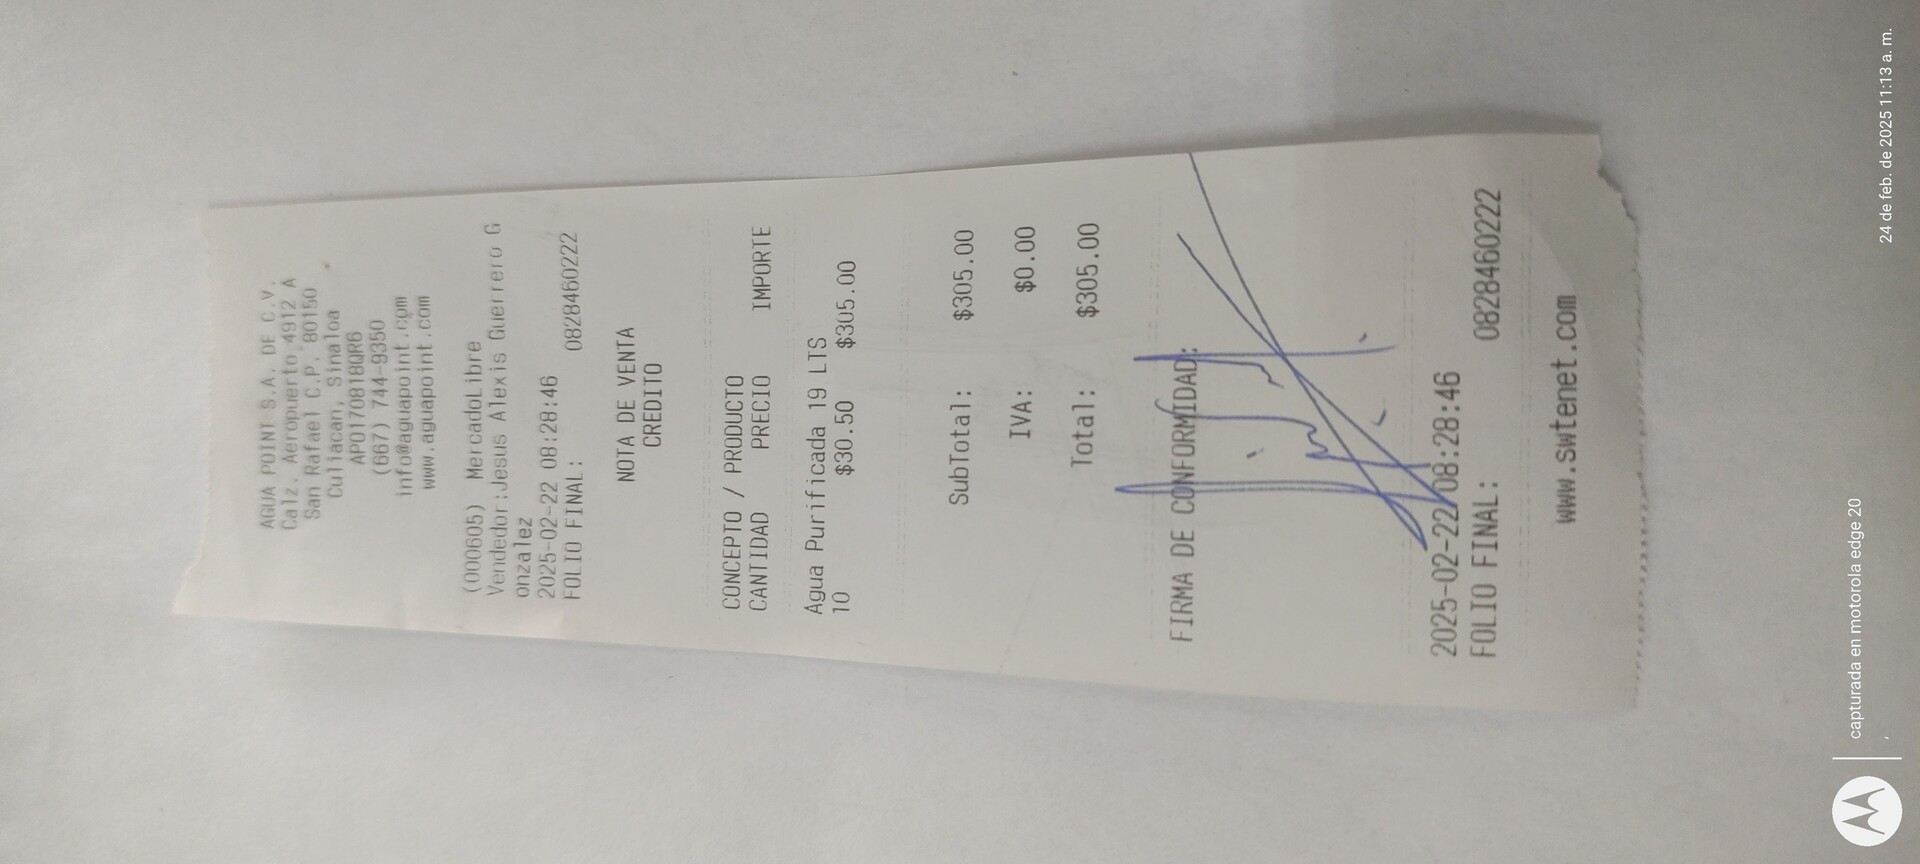 AGUA POINT S.A. DE C.V.
Calz. Aeropuerto 4912 A
San Rafael C.P. 80150
Culiacan, Sinaloa
APO170818QR6
(667) 744-9350
info@aguapoint.com
www.aguapoint.com
(000605) MercadoLibre
Vendedor:Jesus Alexis Guerrero G
onzalez
2025-02-22 08:28:46
FOLIO FINAL: 0828460222
NOTA DE VENTA
CREDITO
CONCEPTO / PRODUCTO
CANTIDAD PRECIO IMPORTE
Agua Purificada 19 LTS
10 $30.50 $305.00
SubTotal: $305.00
IVA: $0.00
Total: $305.00
FIRMA DE CONFORMIDAD:
2025-02-22 08:28:46
FOLIO FINAL: 0828460222
www.swtenet.com
capturada en motorola edge 20
24 de feb. de 2025 11:13 a. m.